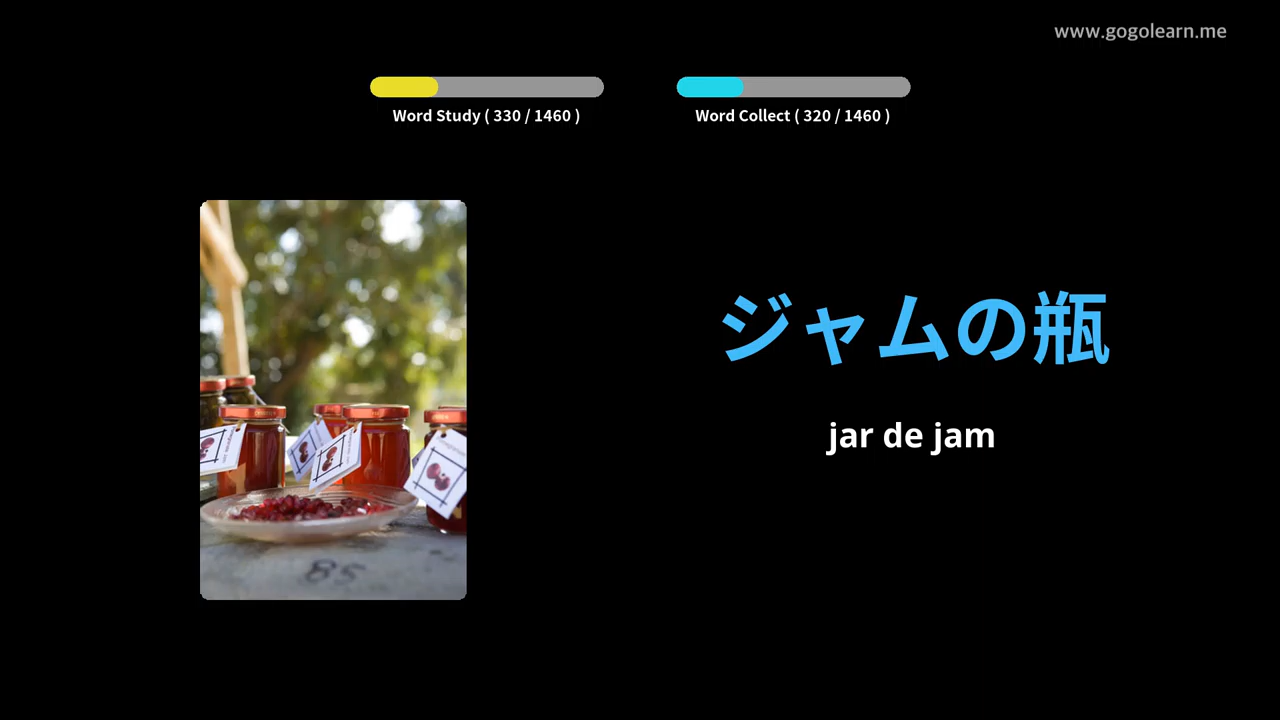 www.gogolearn.me
Word Study ( 330 / 1460 )
Word Collect ( 320 / 1460 )
ジャムの瓶
jar de jam
85